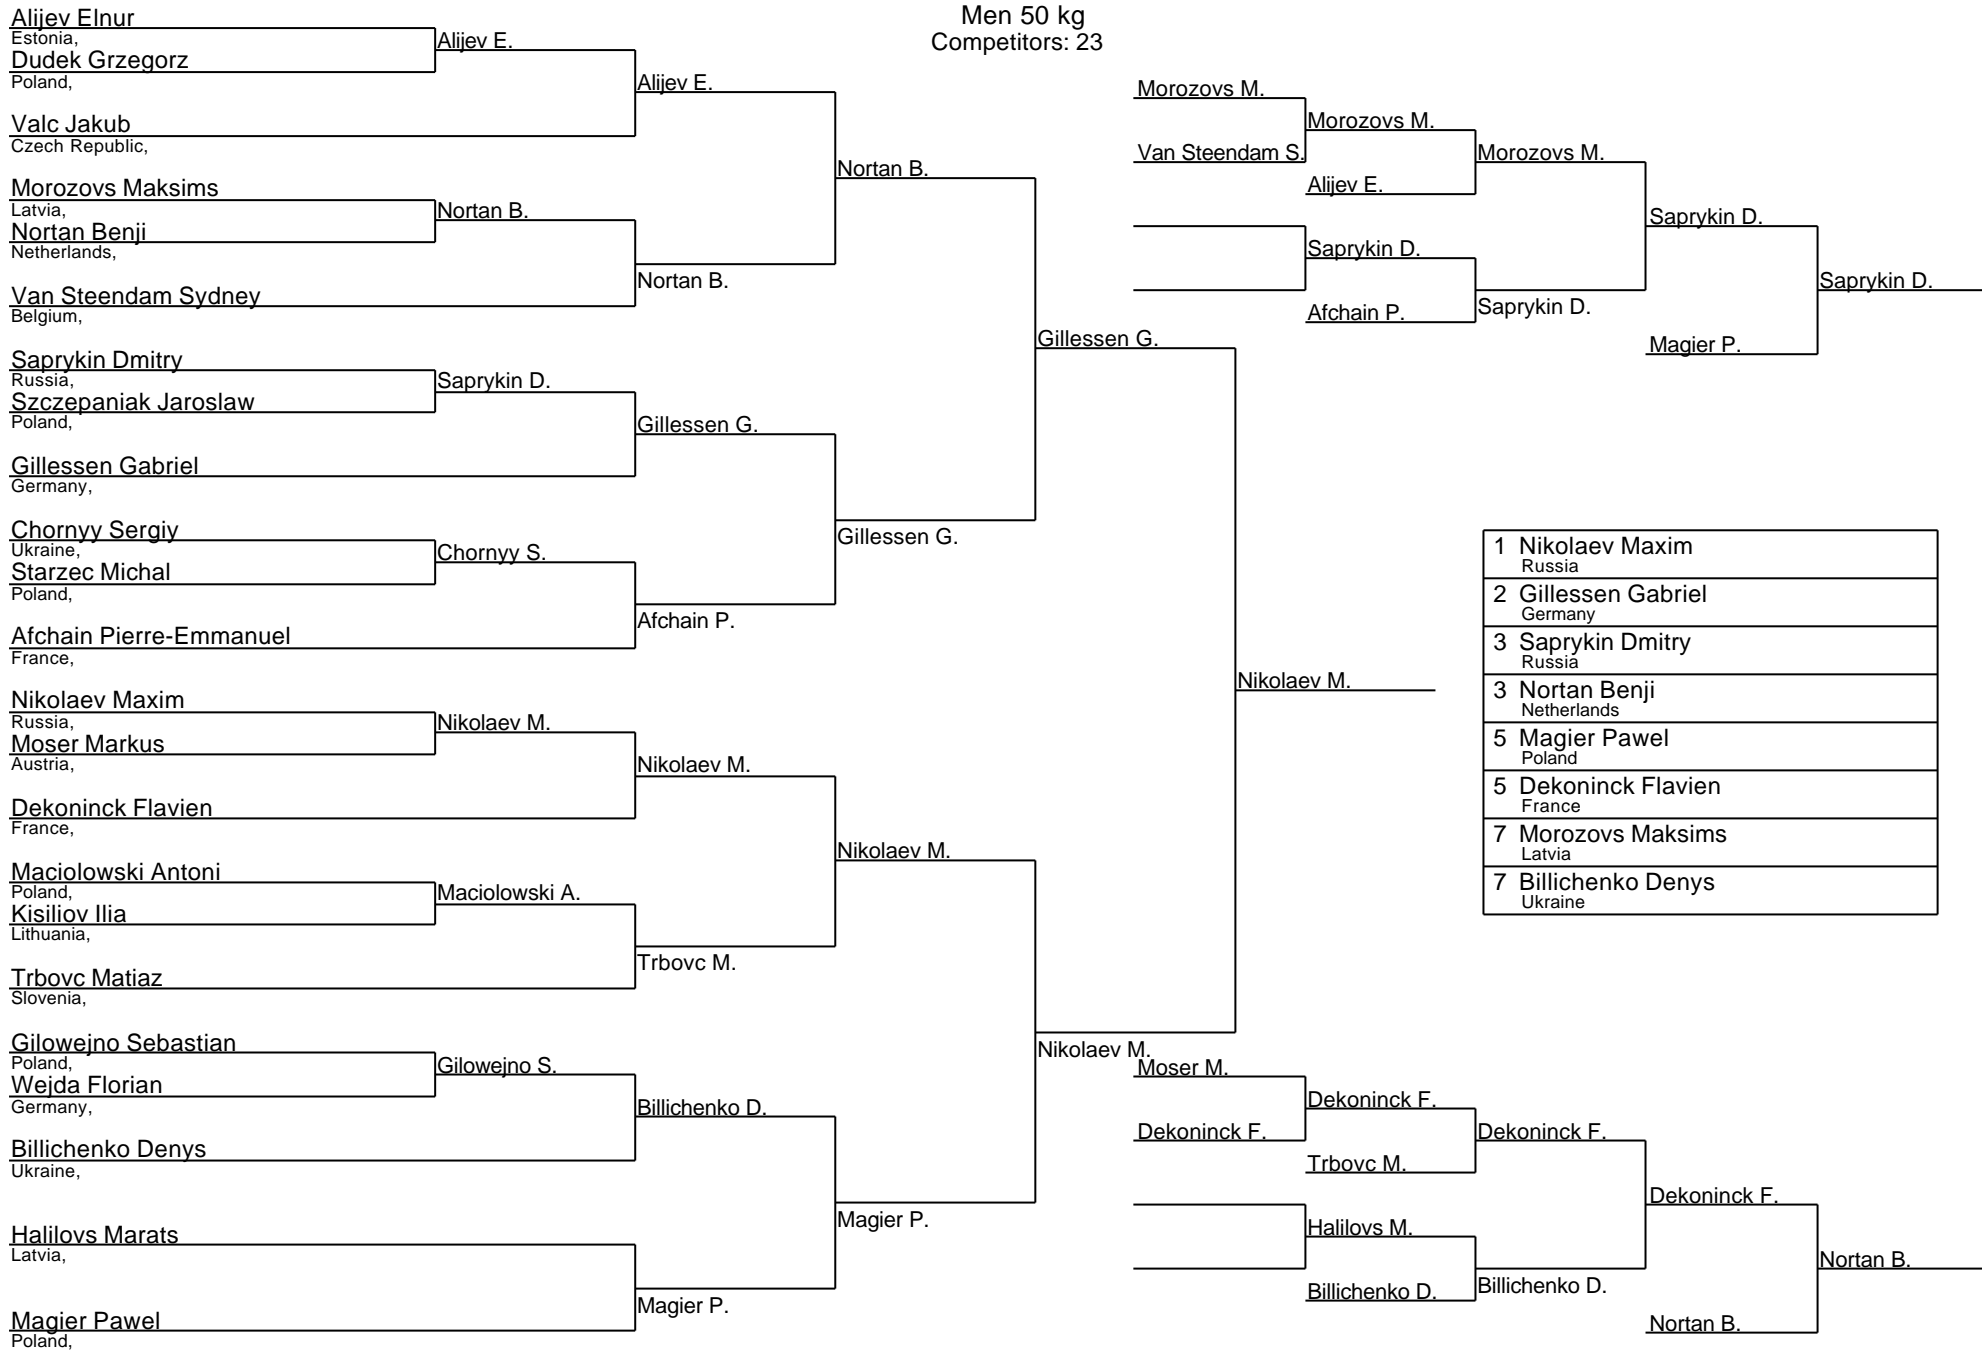 Men 50 kg
Competitors: 23
Alijev Elnur
Estonia,
Dudek Grzegorz
Poland,
Valc Jakub
Czech Republic,
Morozovs Maksims
Latvia,
Nortan Benji
Netherlands,
Van Steendam Sydney
Belgium,
Saprykin Dmitry
Russia,
Szczepaniak Jaroslaw
Poland,
Gillessen Gabriel
Germany,
Chornyy Sergiy
Ukraine,
Starzec Michal
Poland,
Afchain Pierre-Emmanuel
France,
Nikolaev Maxim
Russia,
Moser Markus
Austria,
Dekoninck Flavien
France,
Maciolowski Antoni
Poland,
Kisiliov Ilia
Lithuania,
Trbovc Matiaz
Slovenia,
Gilowejno Sebastian
Poland,
Wejda Florian
Germany,
Billichenko Denys
Ukraine,
Halilovs Marats
Latvia,
Magier Pawel
Poland,
Alijev E.
Nortan B.
Saprykin D.
Chornyy S.
Nikolaev M.
Maciolowski A.
Gilowejno S.
Alijev E.
Nortan B.
Gillessen G.
Afchain P.
Nikolaev M.
Trbovc M.
Billichenko D.
Magier P.
Nortan B.
Gillessen G.
Nikolaev M.
Magier P.
Gillessen G.
Nikolaev M.
Nikolaev M.
Morozovs M.
Van Steendam S.
Morozovs M.
Alijev E.
Saprykin D.
Afchain P.
Morozovs M.
Saprykin D.
Saprykin D.
Magier P.
Saprykin D.
1 Nikolaev Maxim
Russia
2 Gillessen Gabriel
Germany
3 Saprykin Dmitry
Russia
3 Nortan Benji
Netherlands
5 Magier Pawel
Poland
5 Dekoninck Flavien
France
7 Morozovs Maksims
Latvia
7 Billichenko Denys
Ukraine
Moser M.
Dekoninck F.
Dekoninck F.
Trbovc M.
Halilovs M.
Billichenko D.
Dekoninck F.
Billichenko D.
Dekoninck F.
Nortan B.
Nortan B.